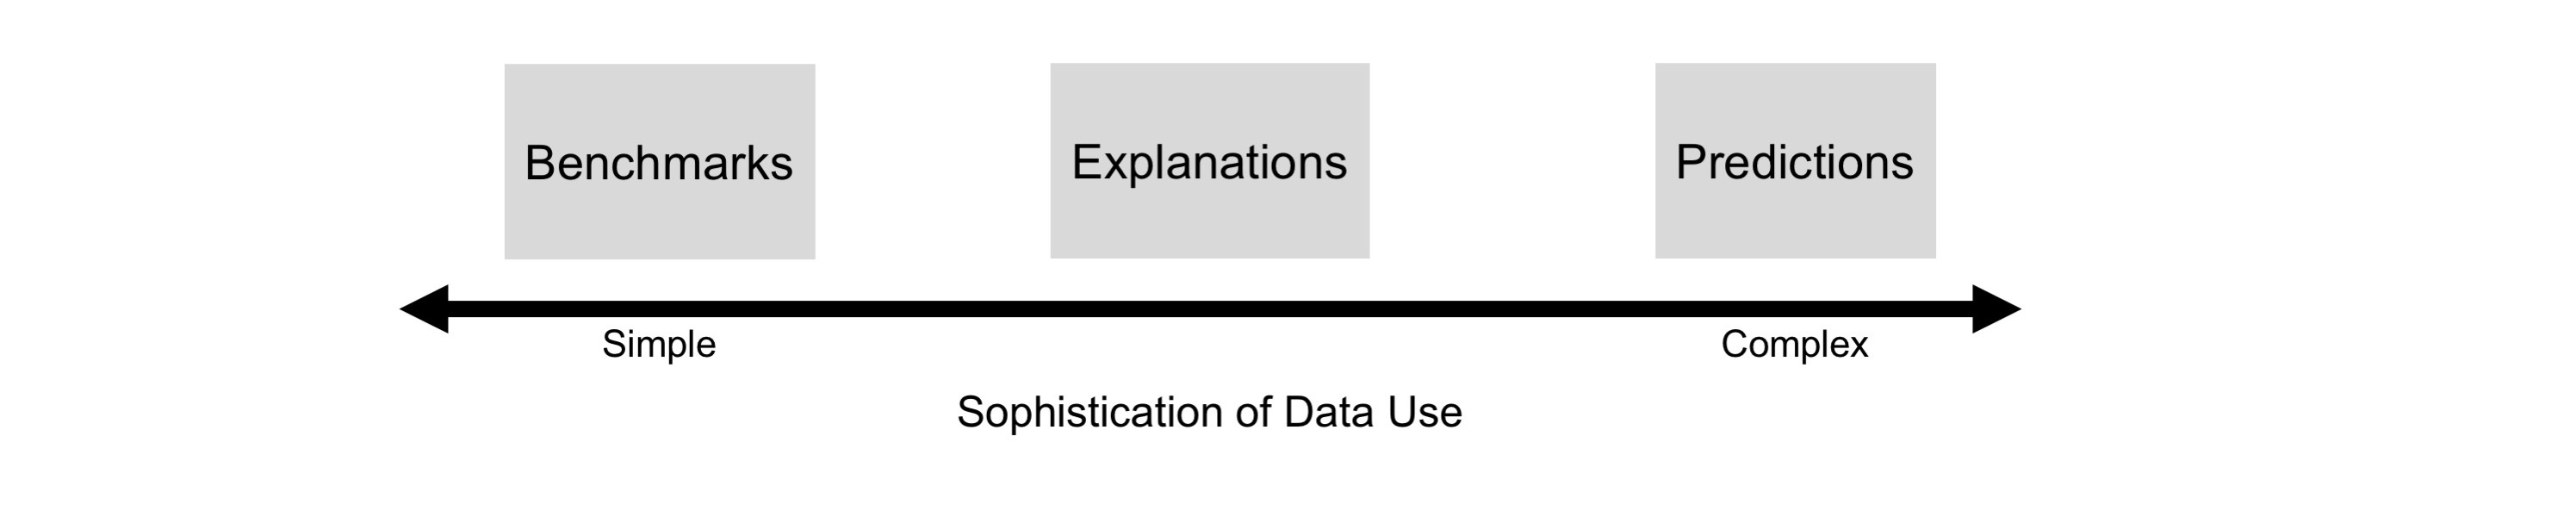 Benchmarks
Explanations
Predictions
Simple
Complex
Sophistication of Data Use